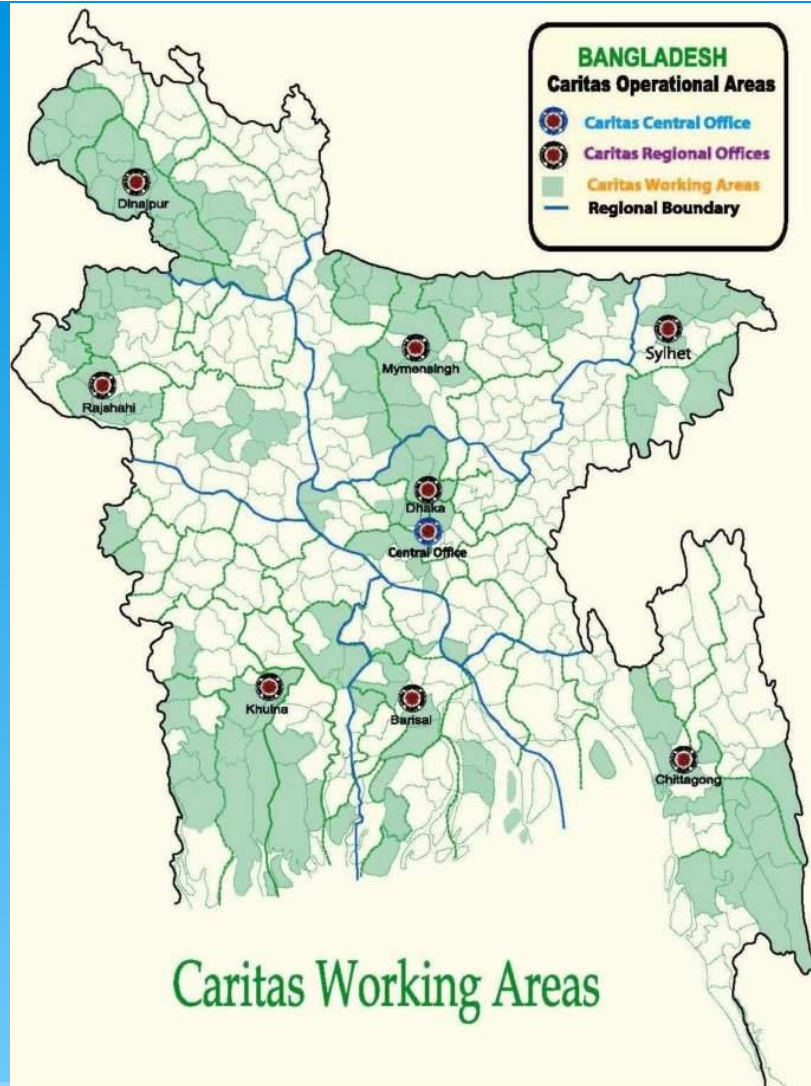 BANGLADESH
Caritas Operational Areas
Caritas Central Office
Caritas Regional Offices
Caritas Working Areas
Regional Boundary
Dinajpur
Mymensingh
Sylhet
Rajshahi
Dhaka
Central Office
Khulna
Barisal
Chittagong
Caritas Working Areas